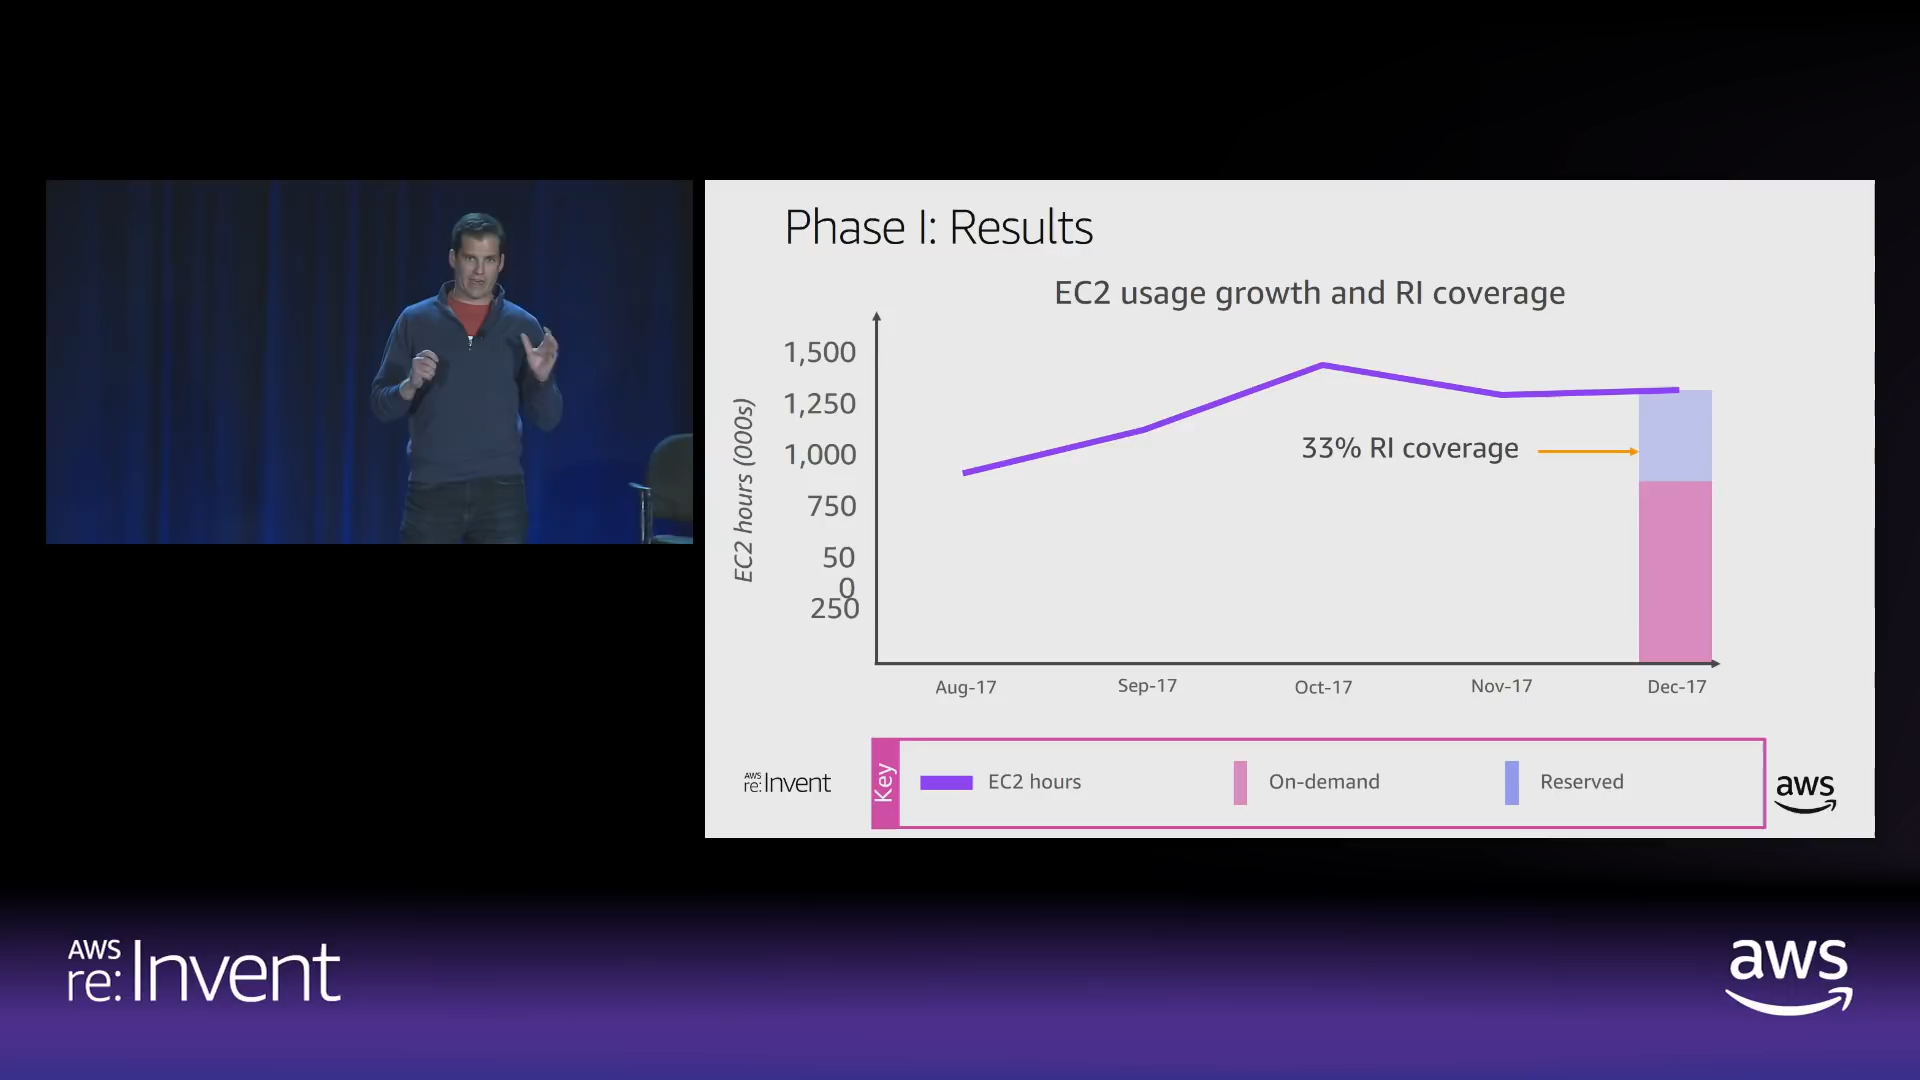 Phase I: Results
EC2 usage growth and RI coverage
EC2 hours (000s)
1,500
1,250
1,000
750
50
0
250
33% RI coverage
Aug-17
Sep-17
Oct-17
Nov-17
Dec-17
Key
EC2 hours
On-demand
Reserved
AWS
re:Invent
aws
AWS
re:Invent
aws